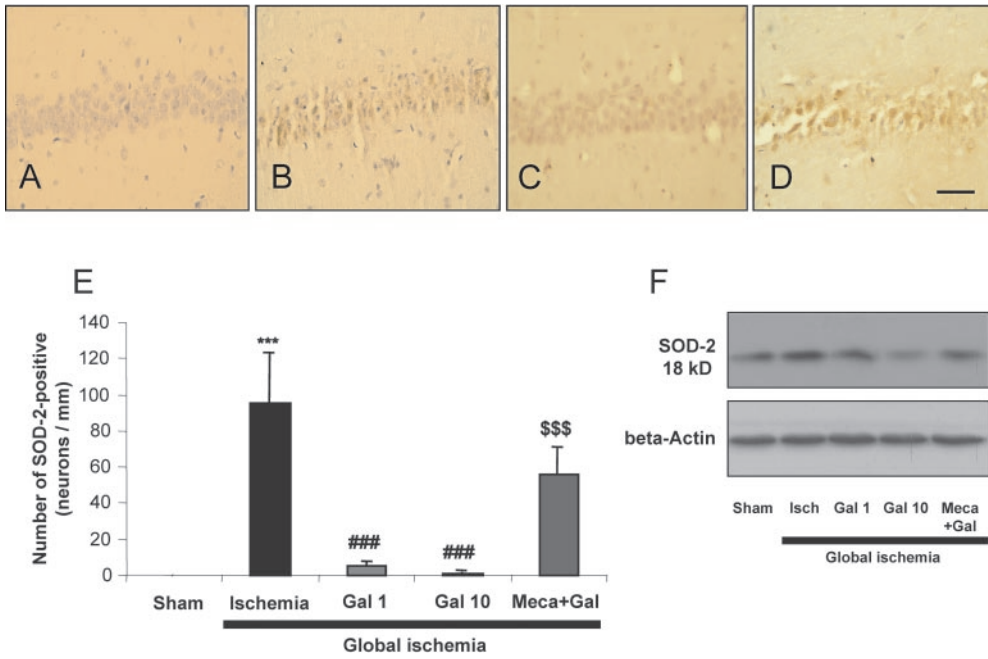 A
B
C
D
E
Number of SOD-2-positive
(neurons / mm)
140
120
100
80
60
40
20
0
***
###
###
$$$
Sham
Ischemia
Gal 1
Gal 10
Meca+Gal
Global ischemia
F
SOD-2
18 kD
beta-Actin
Sham
Isch
Gal 1
Gal 10
Meca
+Gal
Global ischemia